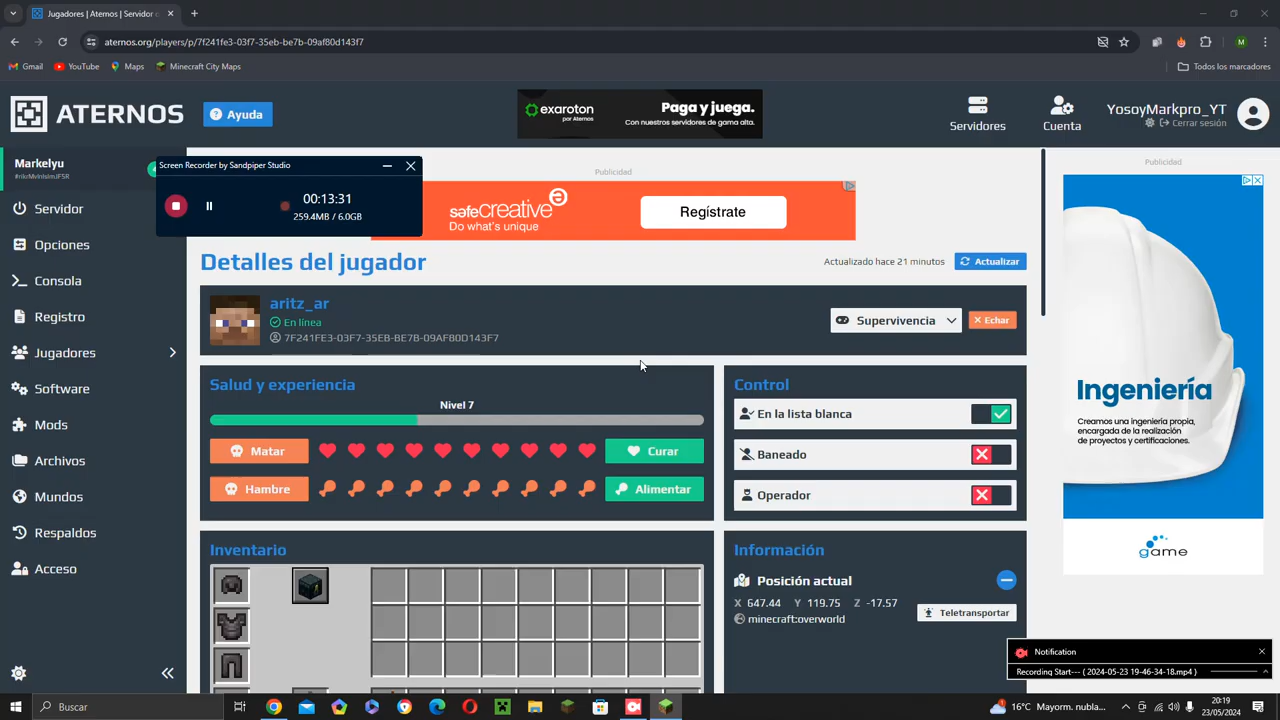 Jugadores | Aternos | Servidor d
aternos.org/players/p/7f241fe3-03f7-35eb-be7b-09af80d143f7
Gmail
YouTube
Maps
Minecraft City Maps
M
Todos los marcadores
ATERNOS
Ayuda
exaroton
por Aternos
Paga y juega.
Con nuestros servidores de gama alta.
Servidores
Cuenta
YosoyMarkpro_YT
Cerrar sesión
Markelyu
Screen Recorder by Sandpiper Studio
00:13:31
259.4MB / 6.0GB
Publicidad
safeCreative
Do what's unique
Regístrate
Publicidad
Servidor
Opciones
Consola
Registro
Jugadores
Software
Mods
Archivos
Mundos
Respaldos
Acceso
Detalles del jugador
Actualizado hace 21 minutos
Actualizar
aritz_ar
En línea
7F241FE3-03F7-35EB-BE7B-09AF80D143F7
Supervivencia
Echar
Salud y experiencia
Nivel 7
Matar
Curar
Hambre
Alimentar
Control
En la lista blanca
Baneado
Operador
Inventario
Información
Posición actual
X 647.44 Y 119.75 Z -17.57
minecraft:overworld
Teletransportar
Ingeniería
Creamos una ingeniería propia,
encargada de la realización
de proyectos y certificaciones.
game
Notification
Recording Start--- ( 2024-05-23 19-46-34-18.mp4 )
Buscar
16°C Mayorm. nubla...
20:19
23/05/2024